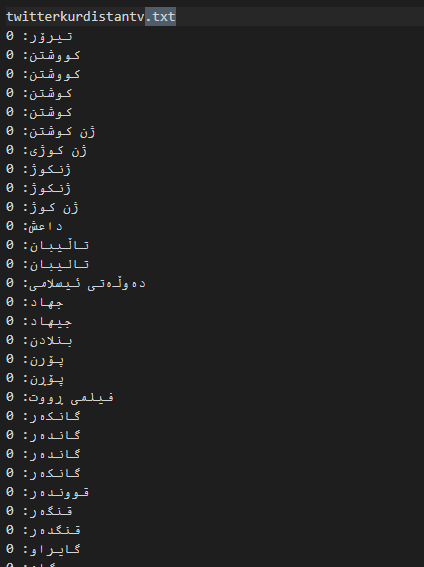 twitterkurdistantv.txt
تیرۆر: 0
کووشتن: 0
کووشتن: 0
کوشتن: 0
کوشتن: 0
ژن کوشتن: 0
ژن کوژی: 0
ژنکوژ: 0
ژنکوژ: 0
ژن کوژ: 0
داعش: 0
تاڵیبان: 0
تالیبان: 0
دەوڵەتی ئیسلامی: 0
جهاد: 0
جیهاد: 0
بنلادن: 0
پۆرن: 0
پۆڕن: 0
فیلمی ڕووت: 0
گانکەر: 0
گاندەر: 0
گاندەر: 0
گانکەر: 0
قووندەر: 0
قنگەر: 0
قنگدەر: 0
گایراو: 0